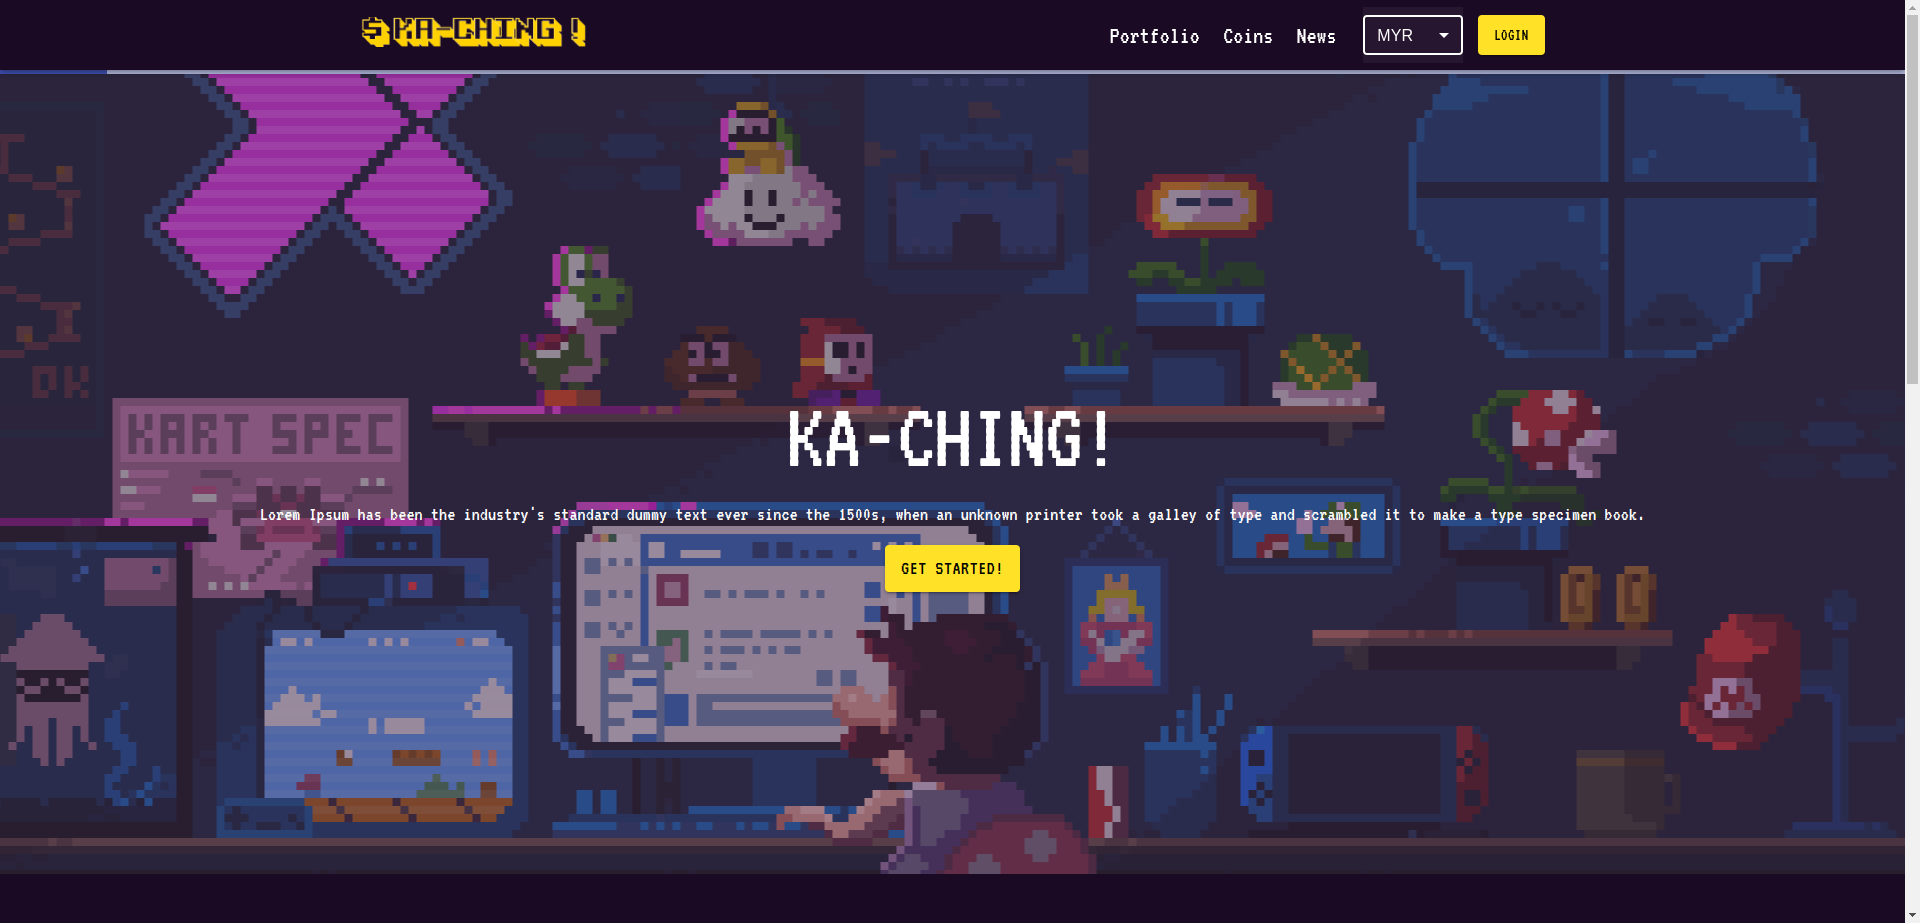 $ KA-CHING !
Portfolio Coins News MYR LOGIN
DK
KART SPEC
KA-CHING!
Lorem Ipsum has been the industry's standard dummy text ever since the 1500s, when an unknown printer took a galley of type and scrambled it to make a type specimen book.
GET STARTED!